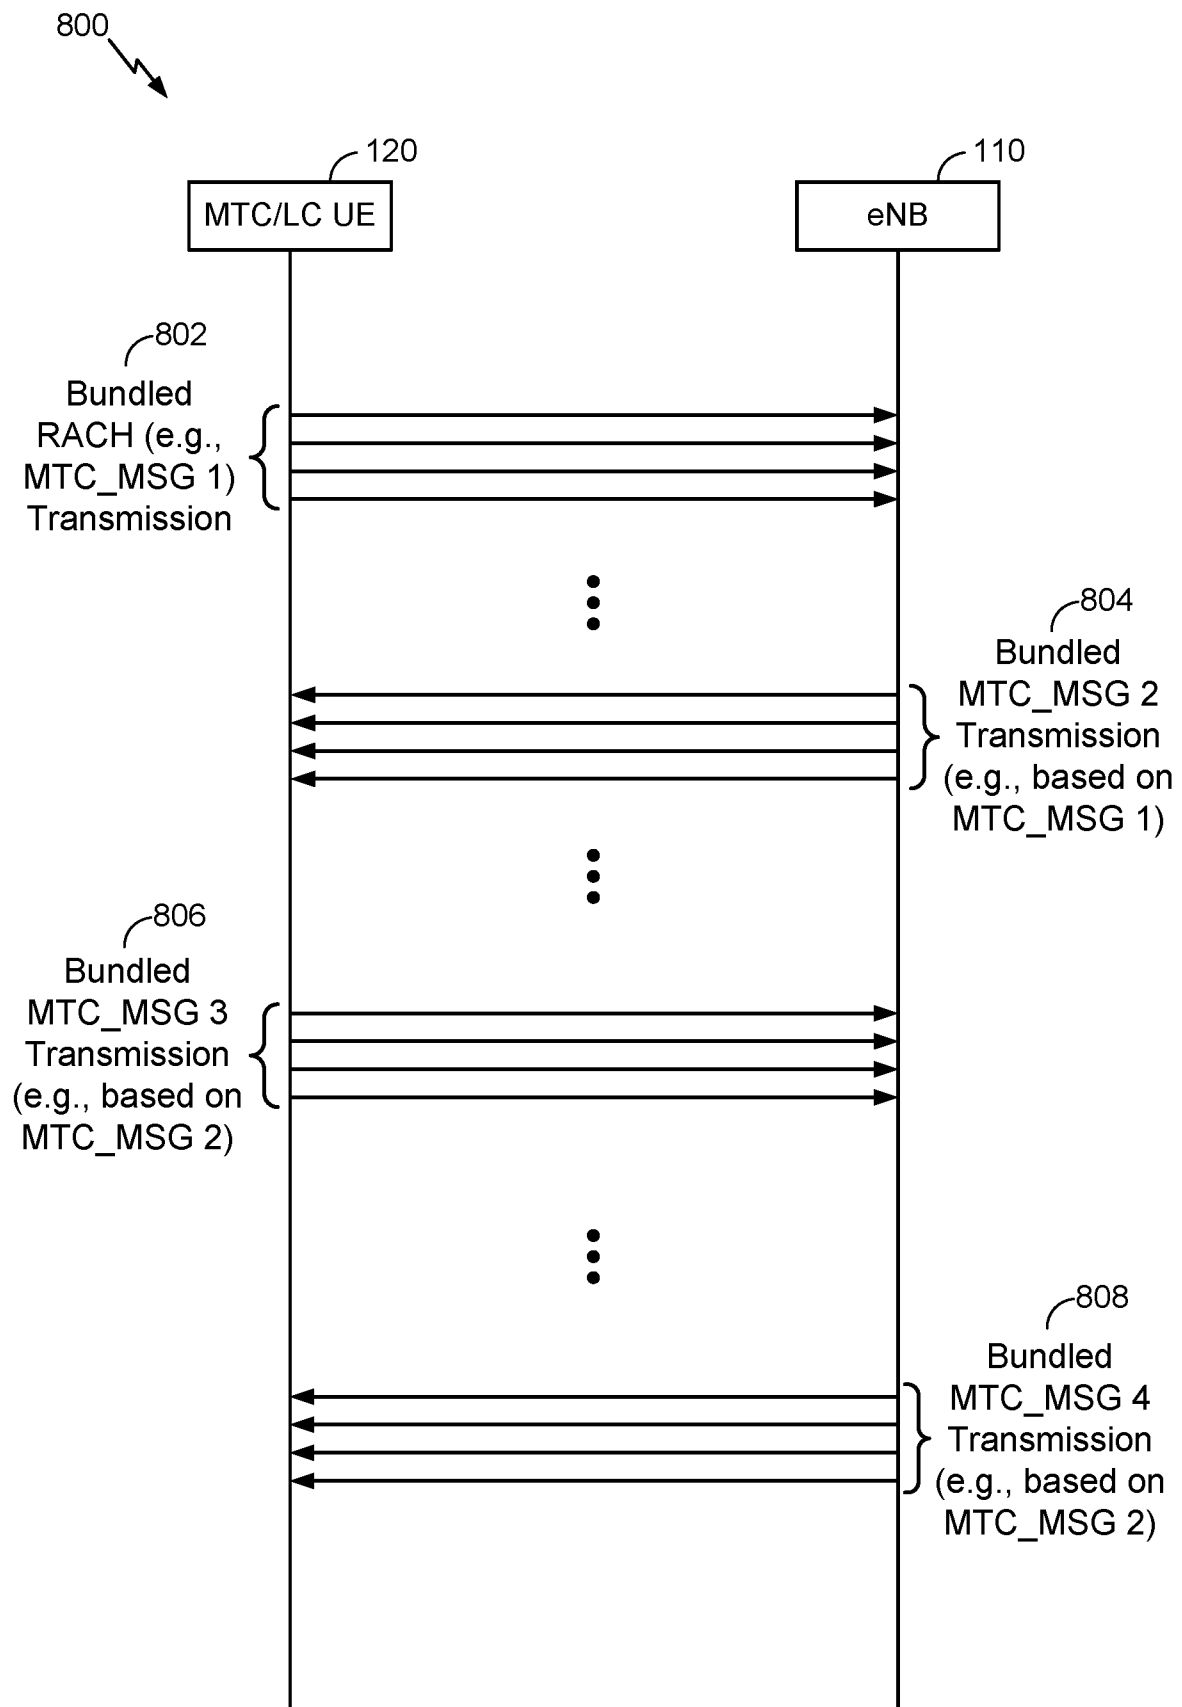 800
120
110
MTC/LC UE
eNB
802
Bundled
RACH (e.g.,
MTC_MSG 1)
Transmission
804
Bundled
MTC_MSG 2
Transmission
(e.g., based on
MTC_MSG 1)
806
Bundled
MTC_MSG 3
Transmission
(e.g., based on
MTC_MSG 2)
808
Bundled
MTC_MSG 4
Transmission
(e.g., based on
MTC_MSG 2)